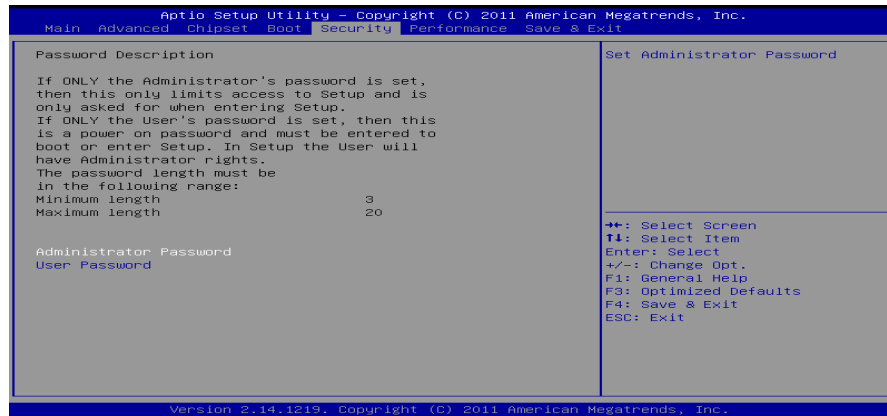 Aptio Setup Utility – Copyright (C) 2011 American Megatrends, Inc.
Main Advanced Chipset Boot Security Performance Save & Exit
Password Description
If ONLY the Administrator's password is set,
then this only limits access to Setup and is
only asked for when entering Setup.
If ONLY the User's password is set, then this
is a power on password and must be entered to
boot or enter Setup. In Setup the User will
have Administrator rights.
The password length must be
in the following range:
Minimum length 3
Maximum length 20
Administrator Password
User Password
Set Administrator Password
→←: Select Screen
↑↓: Select Item
Enter: Select
+/-: Change Opt.
F1: General Help
F3: Optimized Defaults
F4: Save & Exit
ESC: Exit
Version 2.14.1219. Copyright (C) 2011 American Megatrends, Inc.